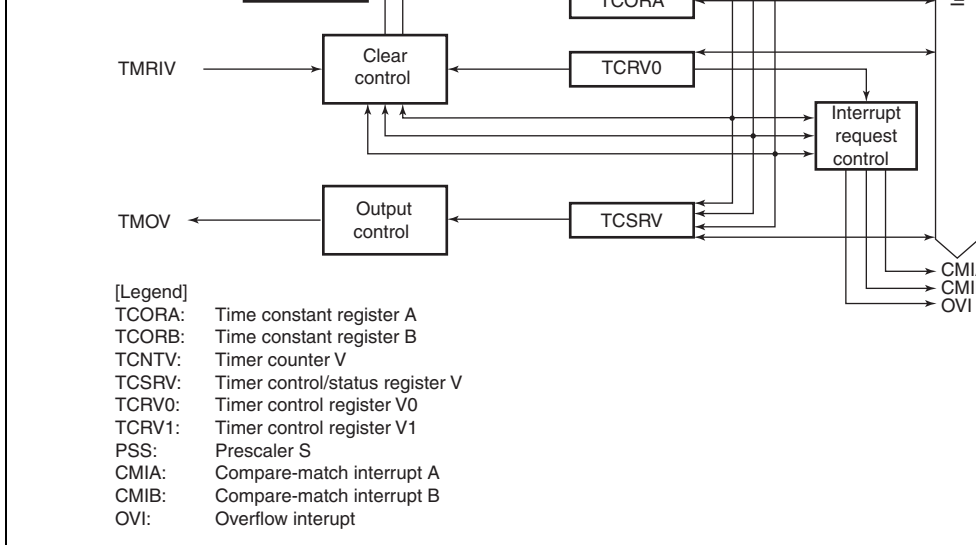 TCORA
TMRIV
Clear
control
TCRV0
Interrupt
request
control
TMOV
Output
control
TCSRV
CMI
CMI
OVI
[Legend]
TCORA: Time constant register A
TCORB: Time constant register B
TCNTV: Timer counter V
TCSRV: Timer control/status register V
TCRV0: Timer control register V0
TCRV1: Timer control register V1
PSS: Prescaler S
CMIA: Compare-match interrupt A
CMIB: Compare-match interrupt B
OVI: Overflow interupt